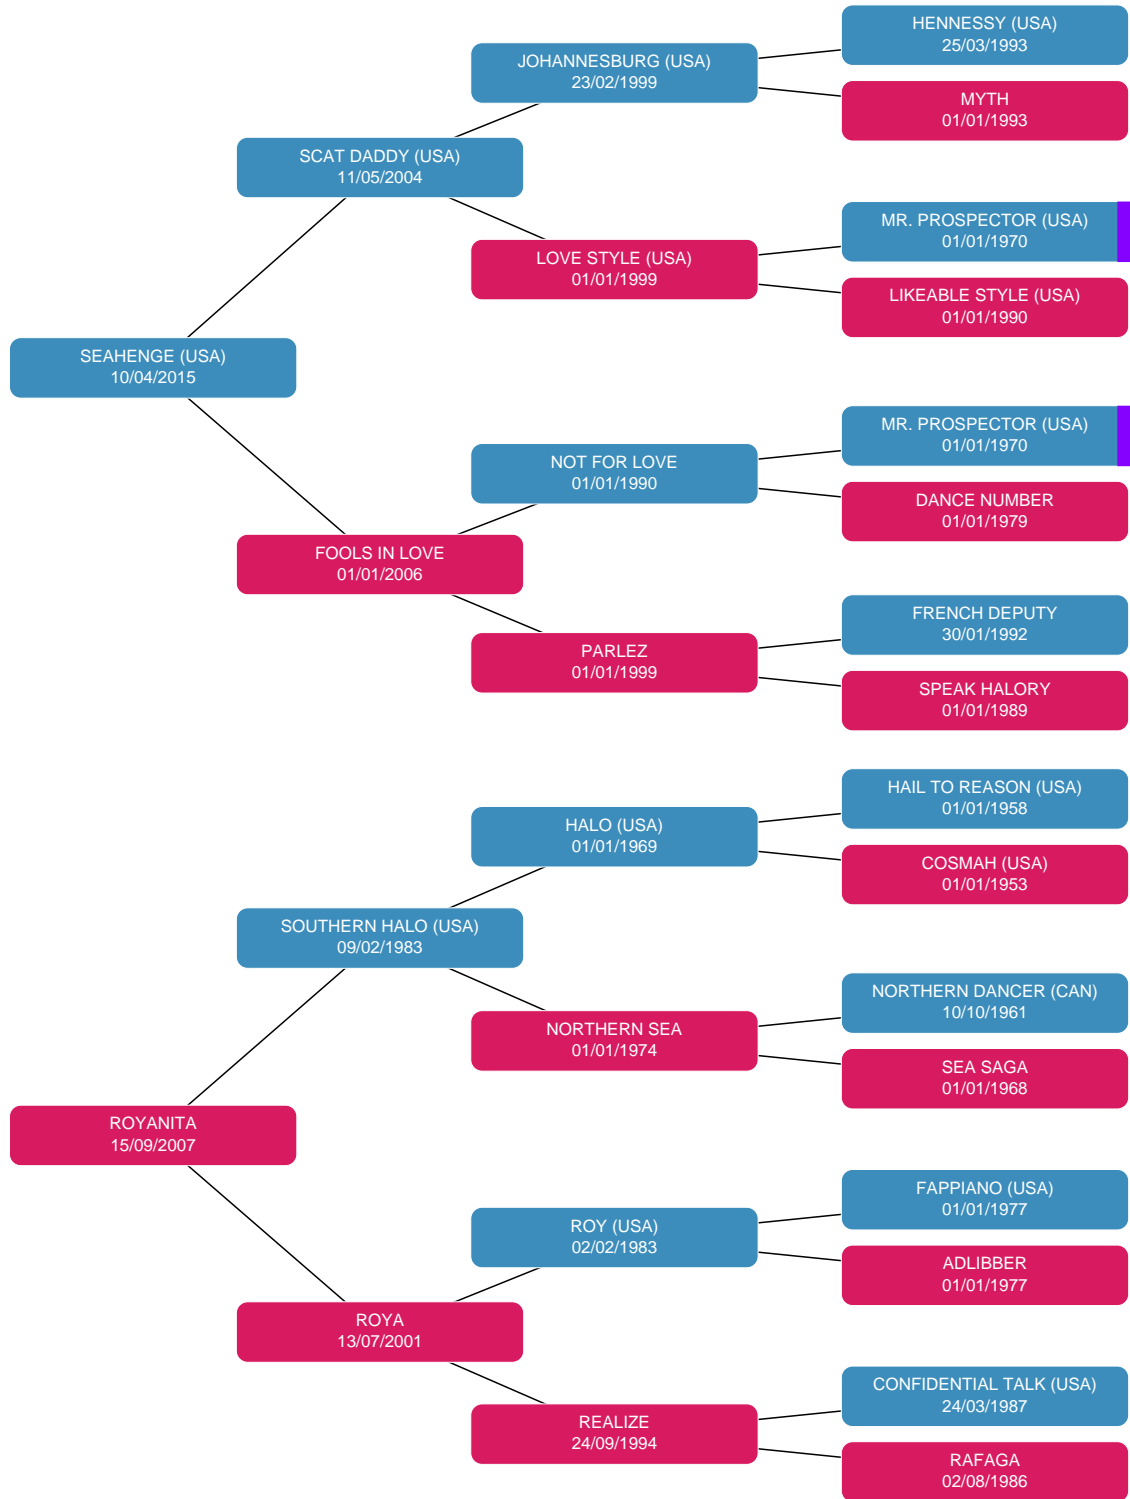 HENNESSY (USA)
25/03/1993
JOHANNESBURG (USA)
23/02/1999
MYTH
01/01/1993
SCAT DADDY (USA)
11/05/2004
MR. PROSPECTOR (USA)
01/01/1970
LOVE STYLE (USA)
01/01/1999
LIKEABLE STYLE (USA)
01/01/1990
SEAHENGE (USA)
10/04/2015
MR. PROSPECTOR (USA)
01/01/1970
NOT FOR LOVE
01/01/1990
DANCE NUMBER
01/01/1979
FOOLS IN LOVE
01/01/2006
FRENCH DEPUTY
30/01/1992
PARLEZ
01/01/1999
SPEAK HALORY
01/01/1989
HAIL TO REASON (USA)
01/01/1958
HALO (USA)
01/01/1969
COSMAH (USA)
01/01/1953
SOUTHERN HALO (USA)
09/02/1983
NORTHERN DANCER (CAN)
10/10/1961
NORTHERN SEA
01/01/1974
SEA SAGA
01/01/1968
ROYANITA
15/09/2007
FAPPIANO (USA)
01/01/1977
ROY (USA)
02/02/1983
ADLIBBER
01/01/1977
ROYA
13/07/2001
CONFIDENTIAL TALK (USA)
24/03/1987
REALIZE
24/09/1994
RAFAGA
02/08/1986